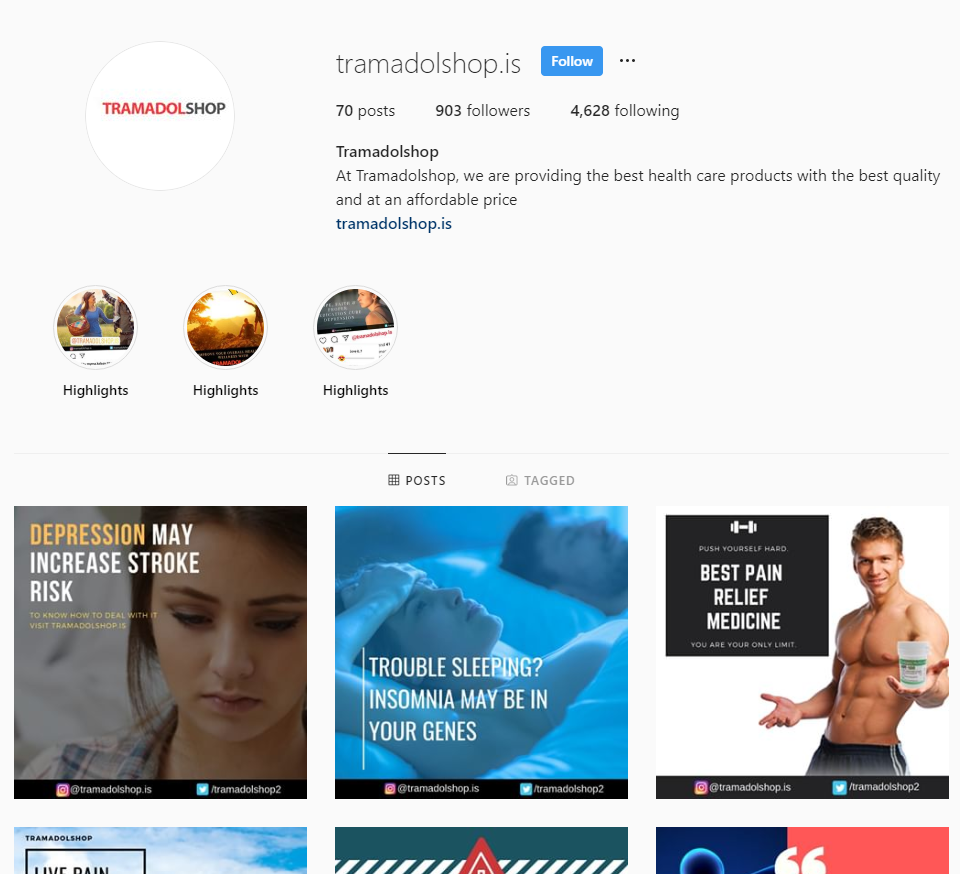 tramadolshop.is Follow ...
TRAMADOLSHOP
70 posts 903 followers 4,628 following
Tramadolshop
At Tramadolshop, we are providing the best health care products with the best quality
and at an affordable price
tramadolshop.is
Highlights Highlights Highlights
POSTS TAGGED
DEPRESSION MAY
INCREASE STROKE
RISK
TO KNOW HOW TO DEAL WITH IT
VISIT TRAMADOLSHOP.IS
@tramadolshop.is /tramadolshop2
TROUBLE SLEEPING?
INSOMNIA MAY BE IN
YOUR GENES
@tramadolshop.is /tramadolshop2
PUSH YOURSELF HARD.
BEST PAIN
RELIEF
MEDICINE
YOU ARE YOUR ONLY LIMIT.
@tramadolshop.is /tramadolshop2
TRAMADOLSHOP
LIVE PAIN